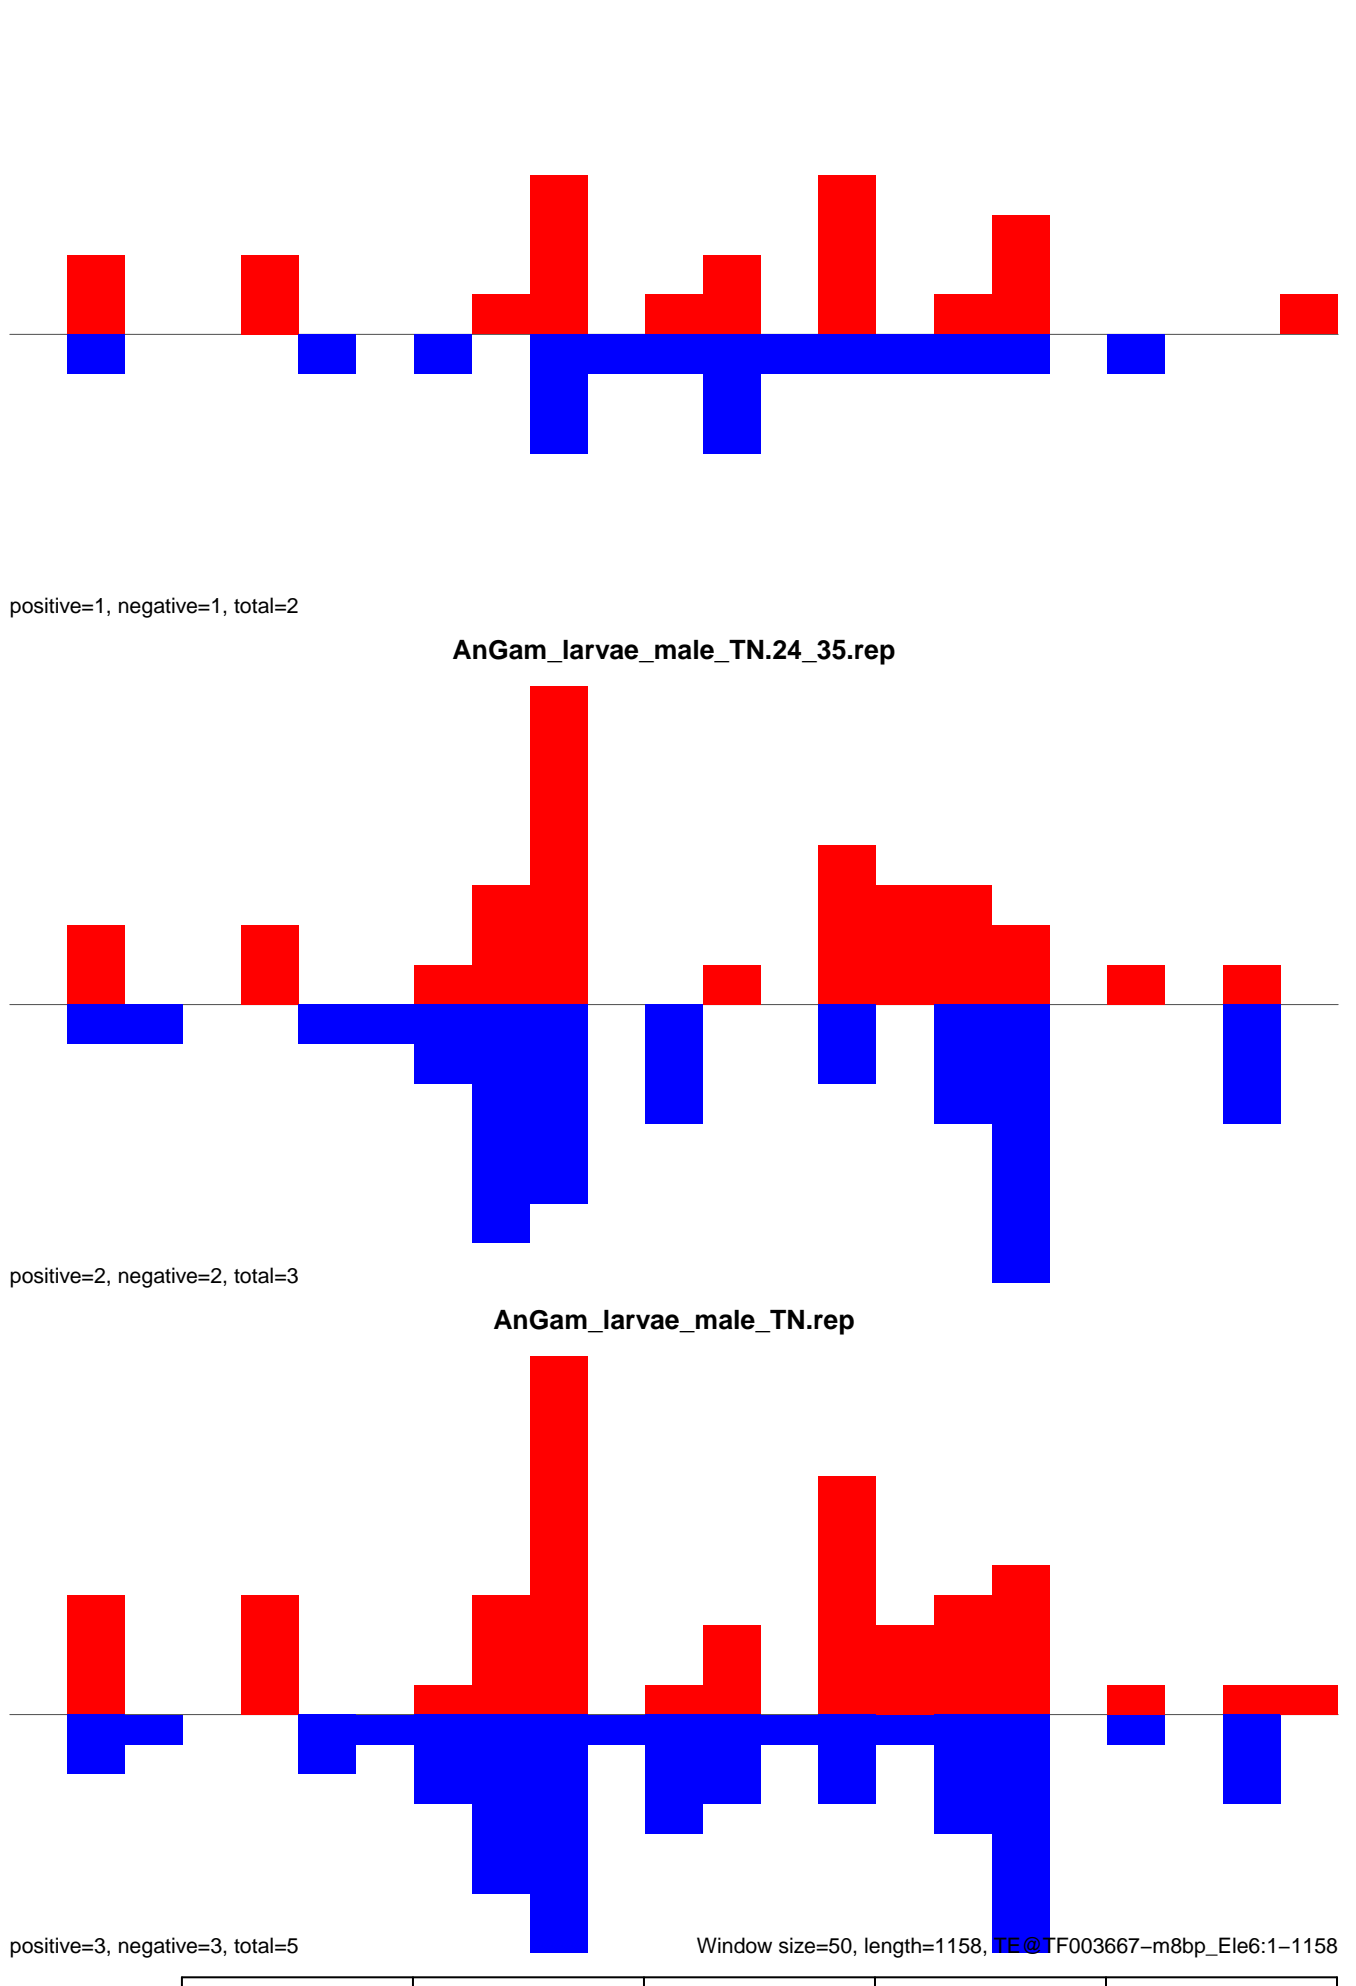 positive=1, negative=1, total=2
AnGam_larvae_male_TN.24_35.rep
positive=2, negative=2, total=3
AnGam_larvae_male_TN.rep
positive=3, negative=3, total=5
Window size=50, length=1158, TE@TF003667−m8bp_Ele6:1−1158